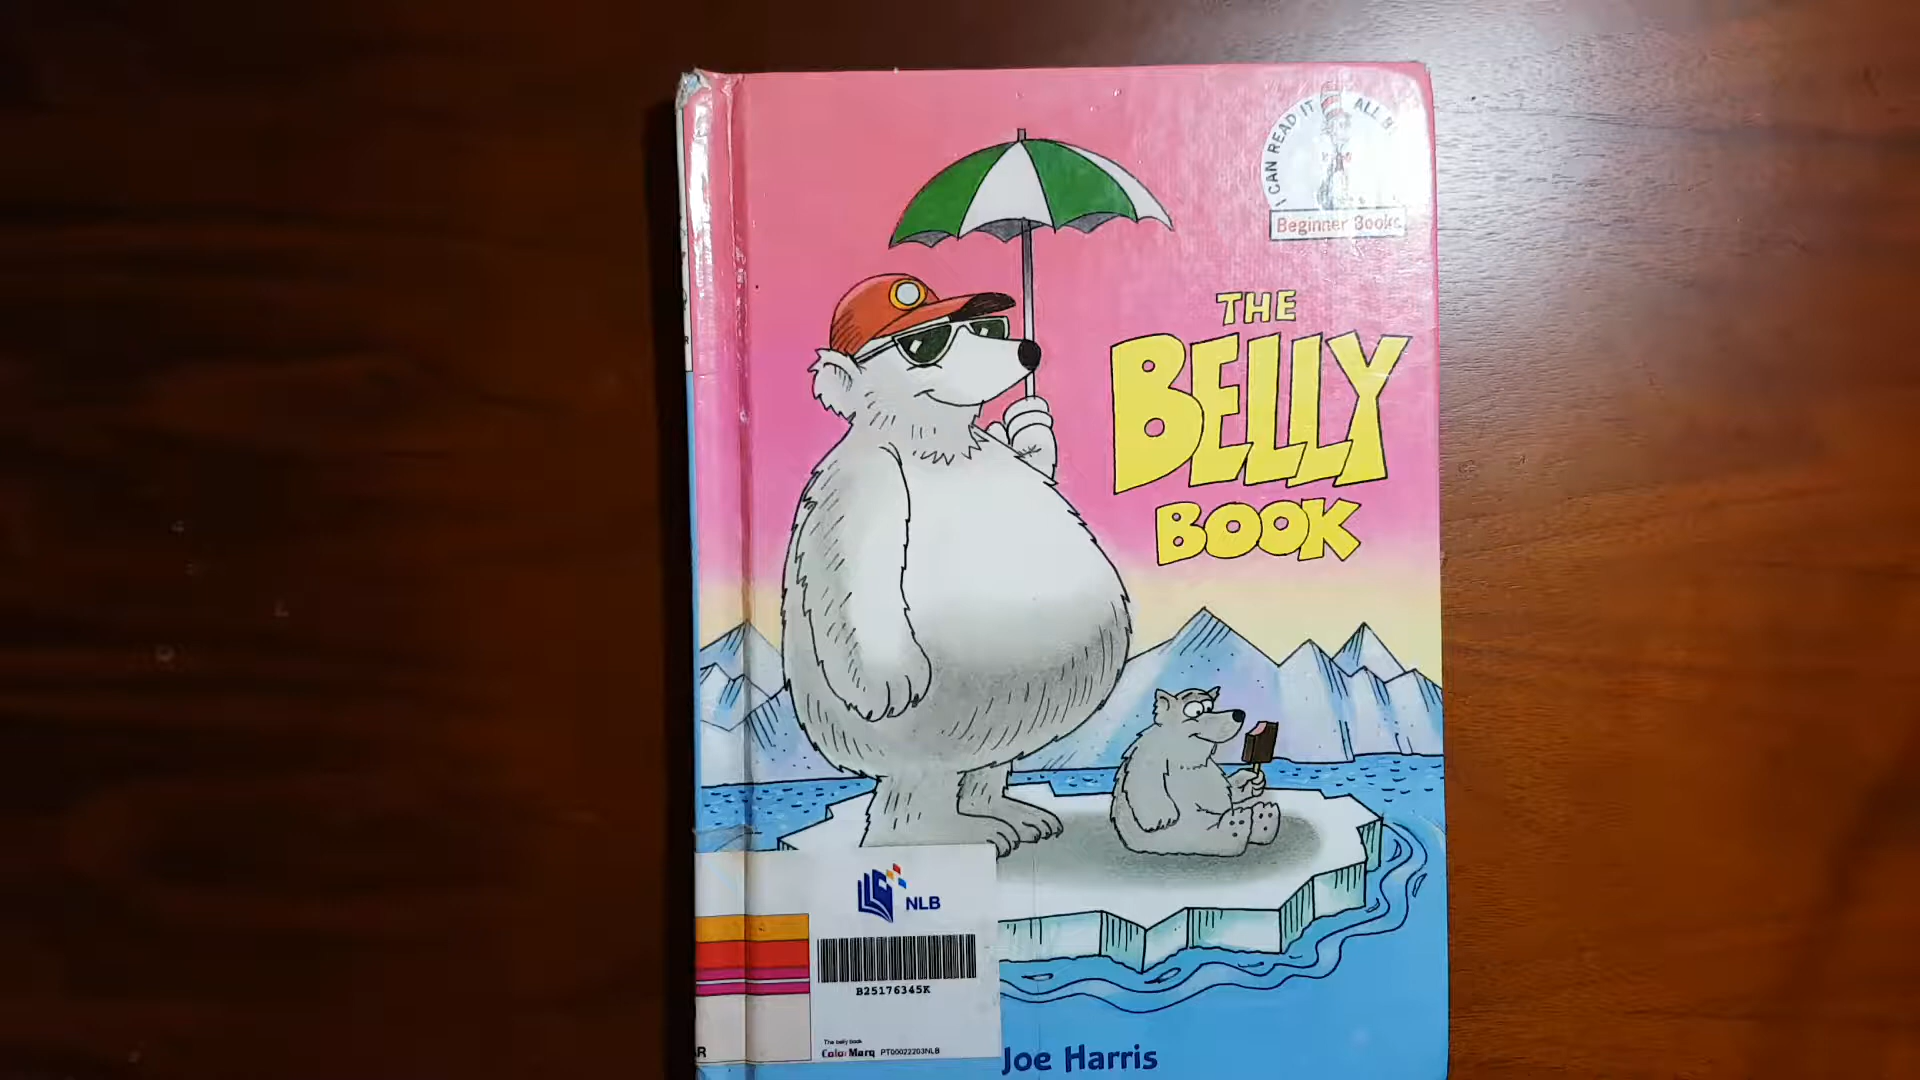 I CAN READ IT ALL BY
Beginner Books
THE
BELLY
BOOK
NLB
B25176345K
The belly book
ColorMarq PT00022203NLB
AR
Joe Harris